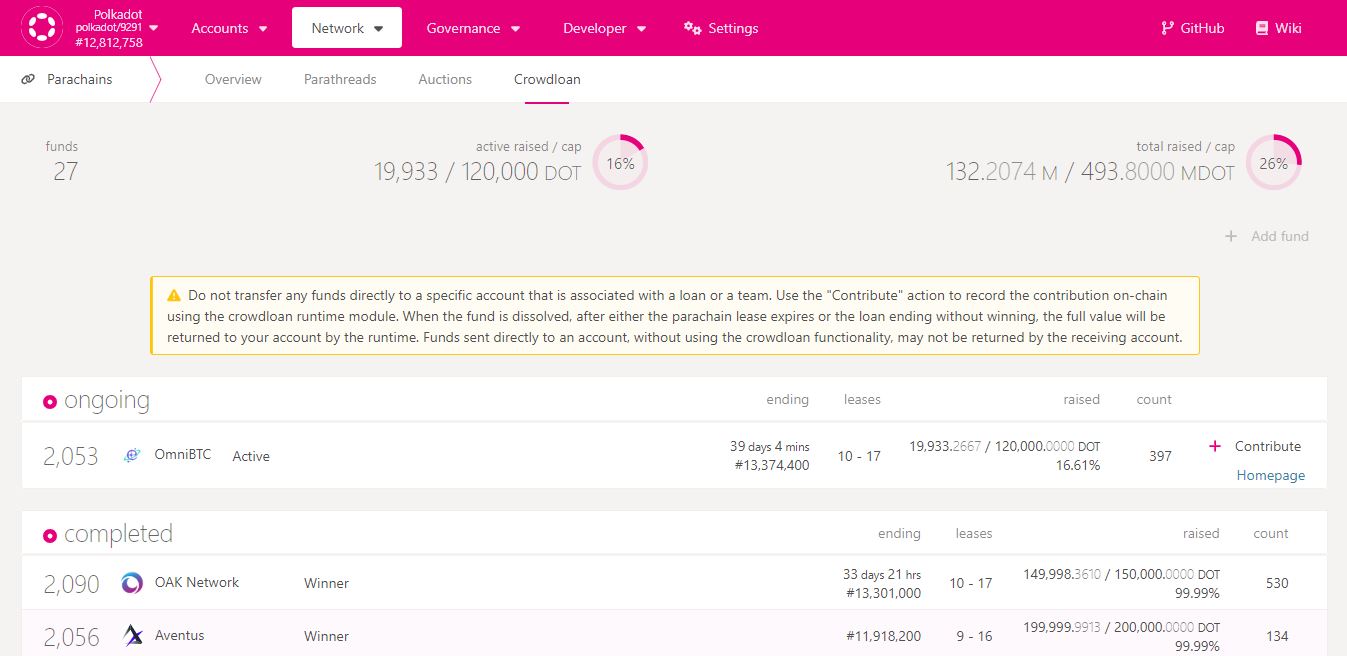 Polkadot
polkadot/9291
#12,812,758
Accounts
Network
Governance
Developer
Settings
GitHub
Wiki
Parachains
Overview
Parathreads
Auctions
Crowdloan
funds
27
active raised / cap
19,933 / 120,000 DOT
16%
total raised / cap
132.2074 M / 493.8000 MDOT
26%
+ Add fund
Do not transfer any funds directly to a specific account that is associated with a loan or a team. Use the "Contribute" action to record the contribution on-chain
using the crowdloan runtime module. When the fund is dissolved, after either the parachain lease expires or the loan ending without winning, the full value will be
returned to your account by the runtime. Funds sent directly to an account, without using the crowdloan functionality, may not be returned by the receiving account.
ongoing
ending
leases
raised
count
2,053
OmniBTC
Active
39 days 4 mins
#13,374,400
10 - 17
19,933.2667 / 120,000.0000 DOT
16.61%
397
+ Contribute
Homepage
completed
ending
leases
raised
count
2,090
OAK Network
Winner
33 days 21 hrs
#13,301,000
10 - 17
149,998.3610 / 150,000.0000 DOT
99.99%
530
2,056
Aventus
Winner
#11,918,200
9 - 16
199,999.9913 / 200,000.0000 DOT
99.99%
134